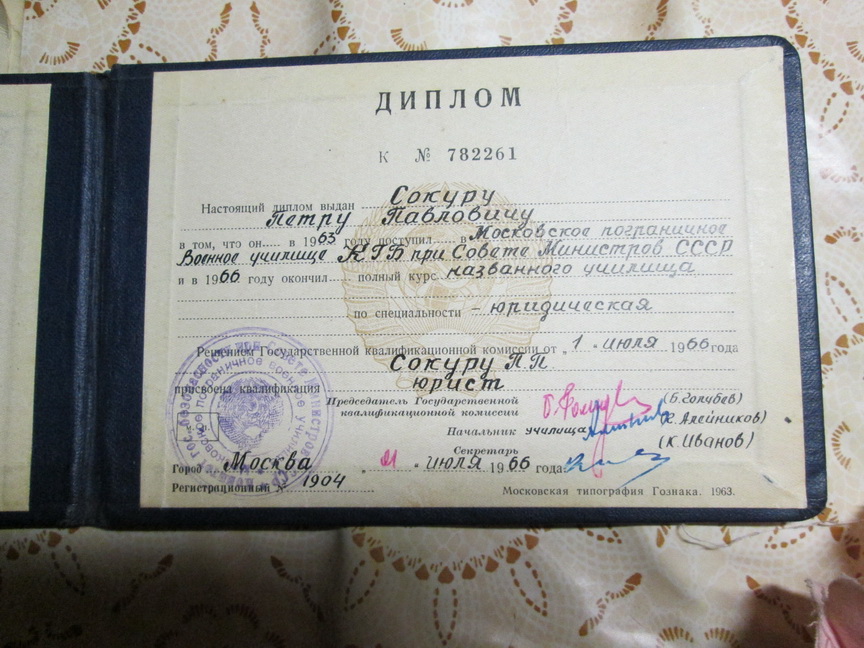 ДИПЛОМ
К № 782261
Настоящий диплом выдан Сокуру
Петру Павловичу
в том, что он в 1963 году поступил в Московское пограничное
Военное училище КГБ при Совете Министров СССР
и в 1966 году окончил полный курс названного училища
по специальности – юридическая
Решением Государственной квалификационной комиссии от „1 " июля 1966 года
Сокуру П.П.
присвоена квалификация юрист
Председатель Государственной
квалификационной комиссии (Б. Голубев)
Начальник училища (К. Алейников)
Секретарь (К. Иванов)
Город Москва „21 " июля 1966 года
Регистрационный № 1904
Московская типография Гознака. 1963.